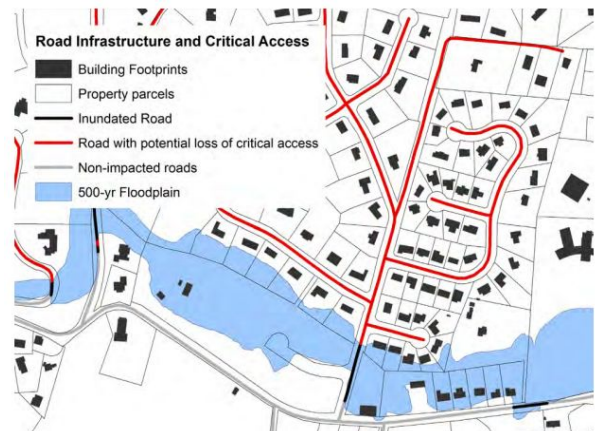 Road Infrastructure and Critical Access
Building Footprints
Property parcels
Inundated Road
Road with potential loss of critical access
Non-impacted roads
500-yr Floodplain